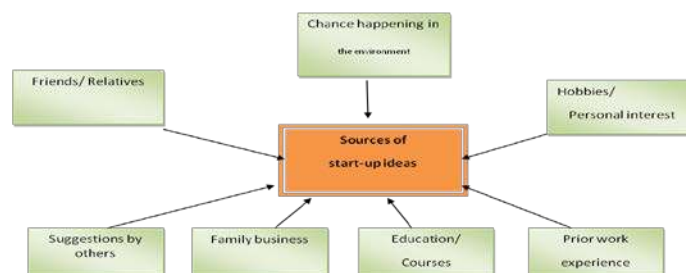 Chance happening in
the environment
Friends/ Relatives
Hobbies/
Personal interest
Sources of
start-up ideas
Suggestions by
others
Family business
Education/
Courses
Prior work
experience